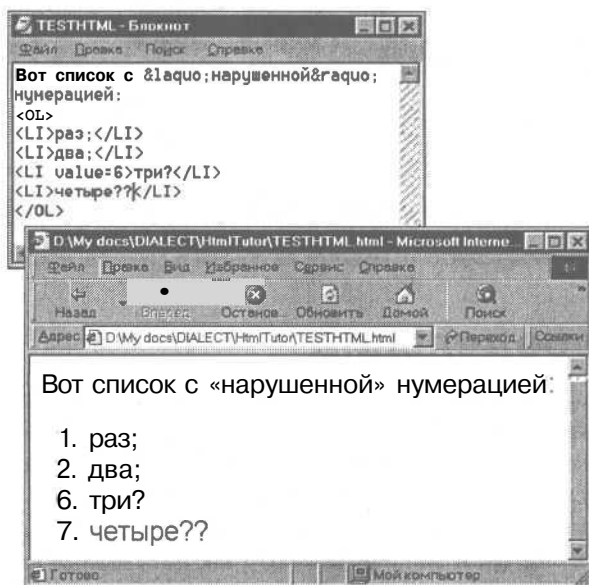 TESTHTML - Блокнот
Файл Правка Поиск Справка
Вот список с &laquo;нарушенной&raquo;
нумерацией:
<OL>
<LI>раз;</LI>
<LI>два;</LI>
<LI value=6>три?</LI>
<LI>четыре??</LI>
</OL>
D:\My docs\DIALECT\HtmlTutor\TESTHTML.html - Microsoft Interne...
Файл Правка Вид Избранное Сервис Справка
Назад Вперед Останов... Обновить Домой Поиск
Адрес D:\My docs\DIALECT\HtmlTutor\TESTHTML.html Переход Ссылки
Вот список с «нарушенной» нумерацией:
1. раз;
2. два;
6. три?
7. четыре??
Готово Мой компьютер